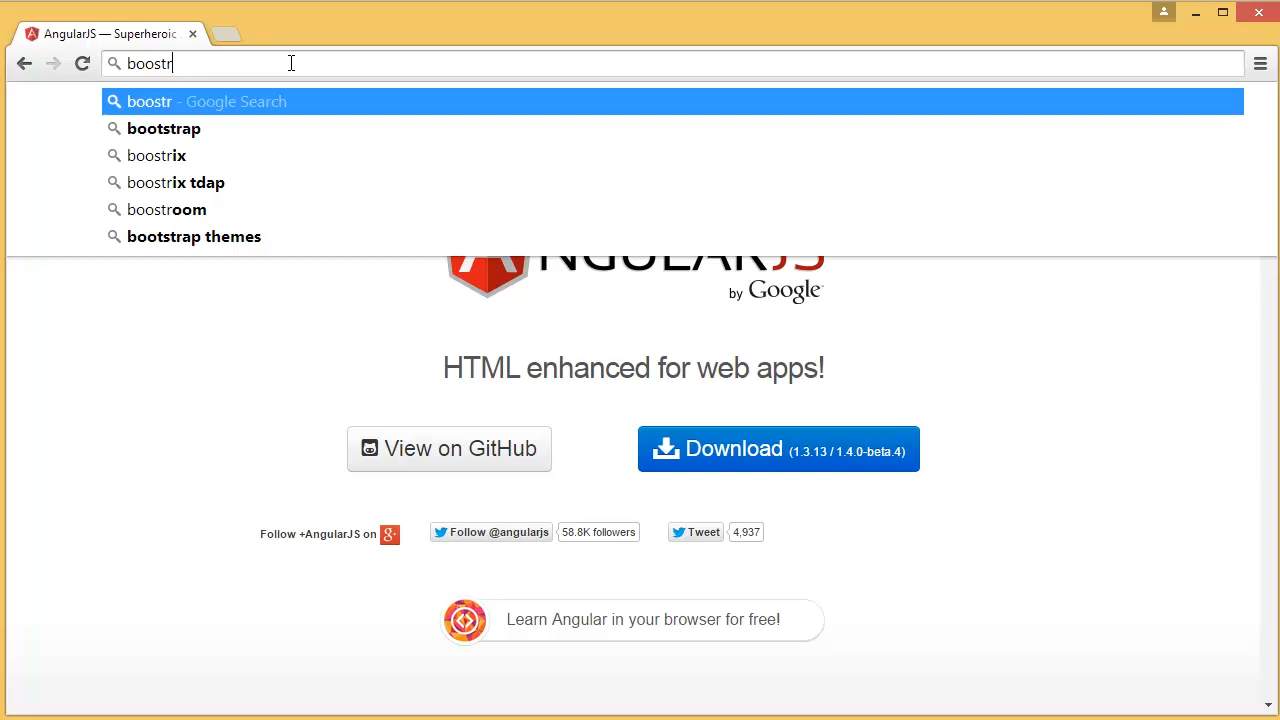 AngularJS — Superheroic
boostr
boostr - Google Search
bootstrap
boostrix
boostrix tdap
boostroom
bootstrap themes
ANGULARJS
by Google
HTML enhanced for web apps!
View on GitHub
Download (1.3.13 / 1.4.0-beta.4)
Follow +AngularJS on g+
Follow @angularjs 58.8K followers
Tweet 4,937
Learn Angular in your browser for free!